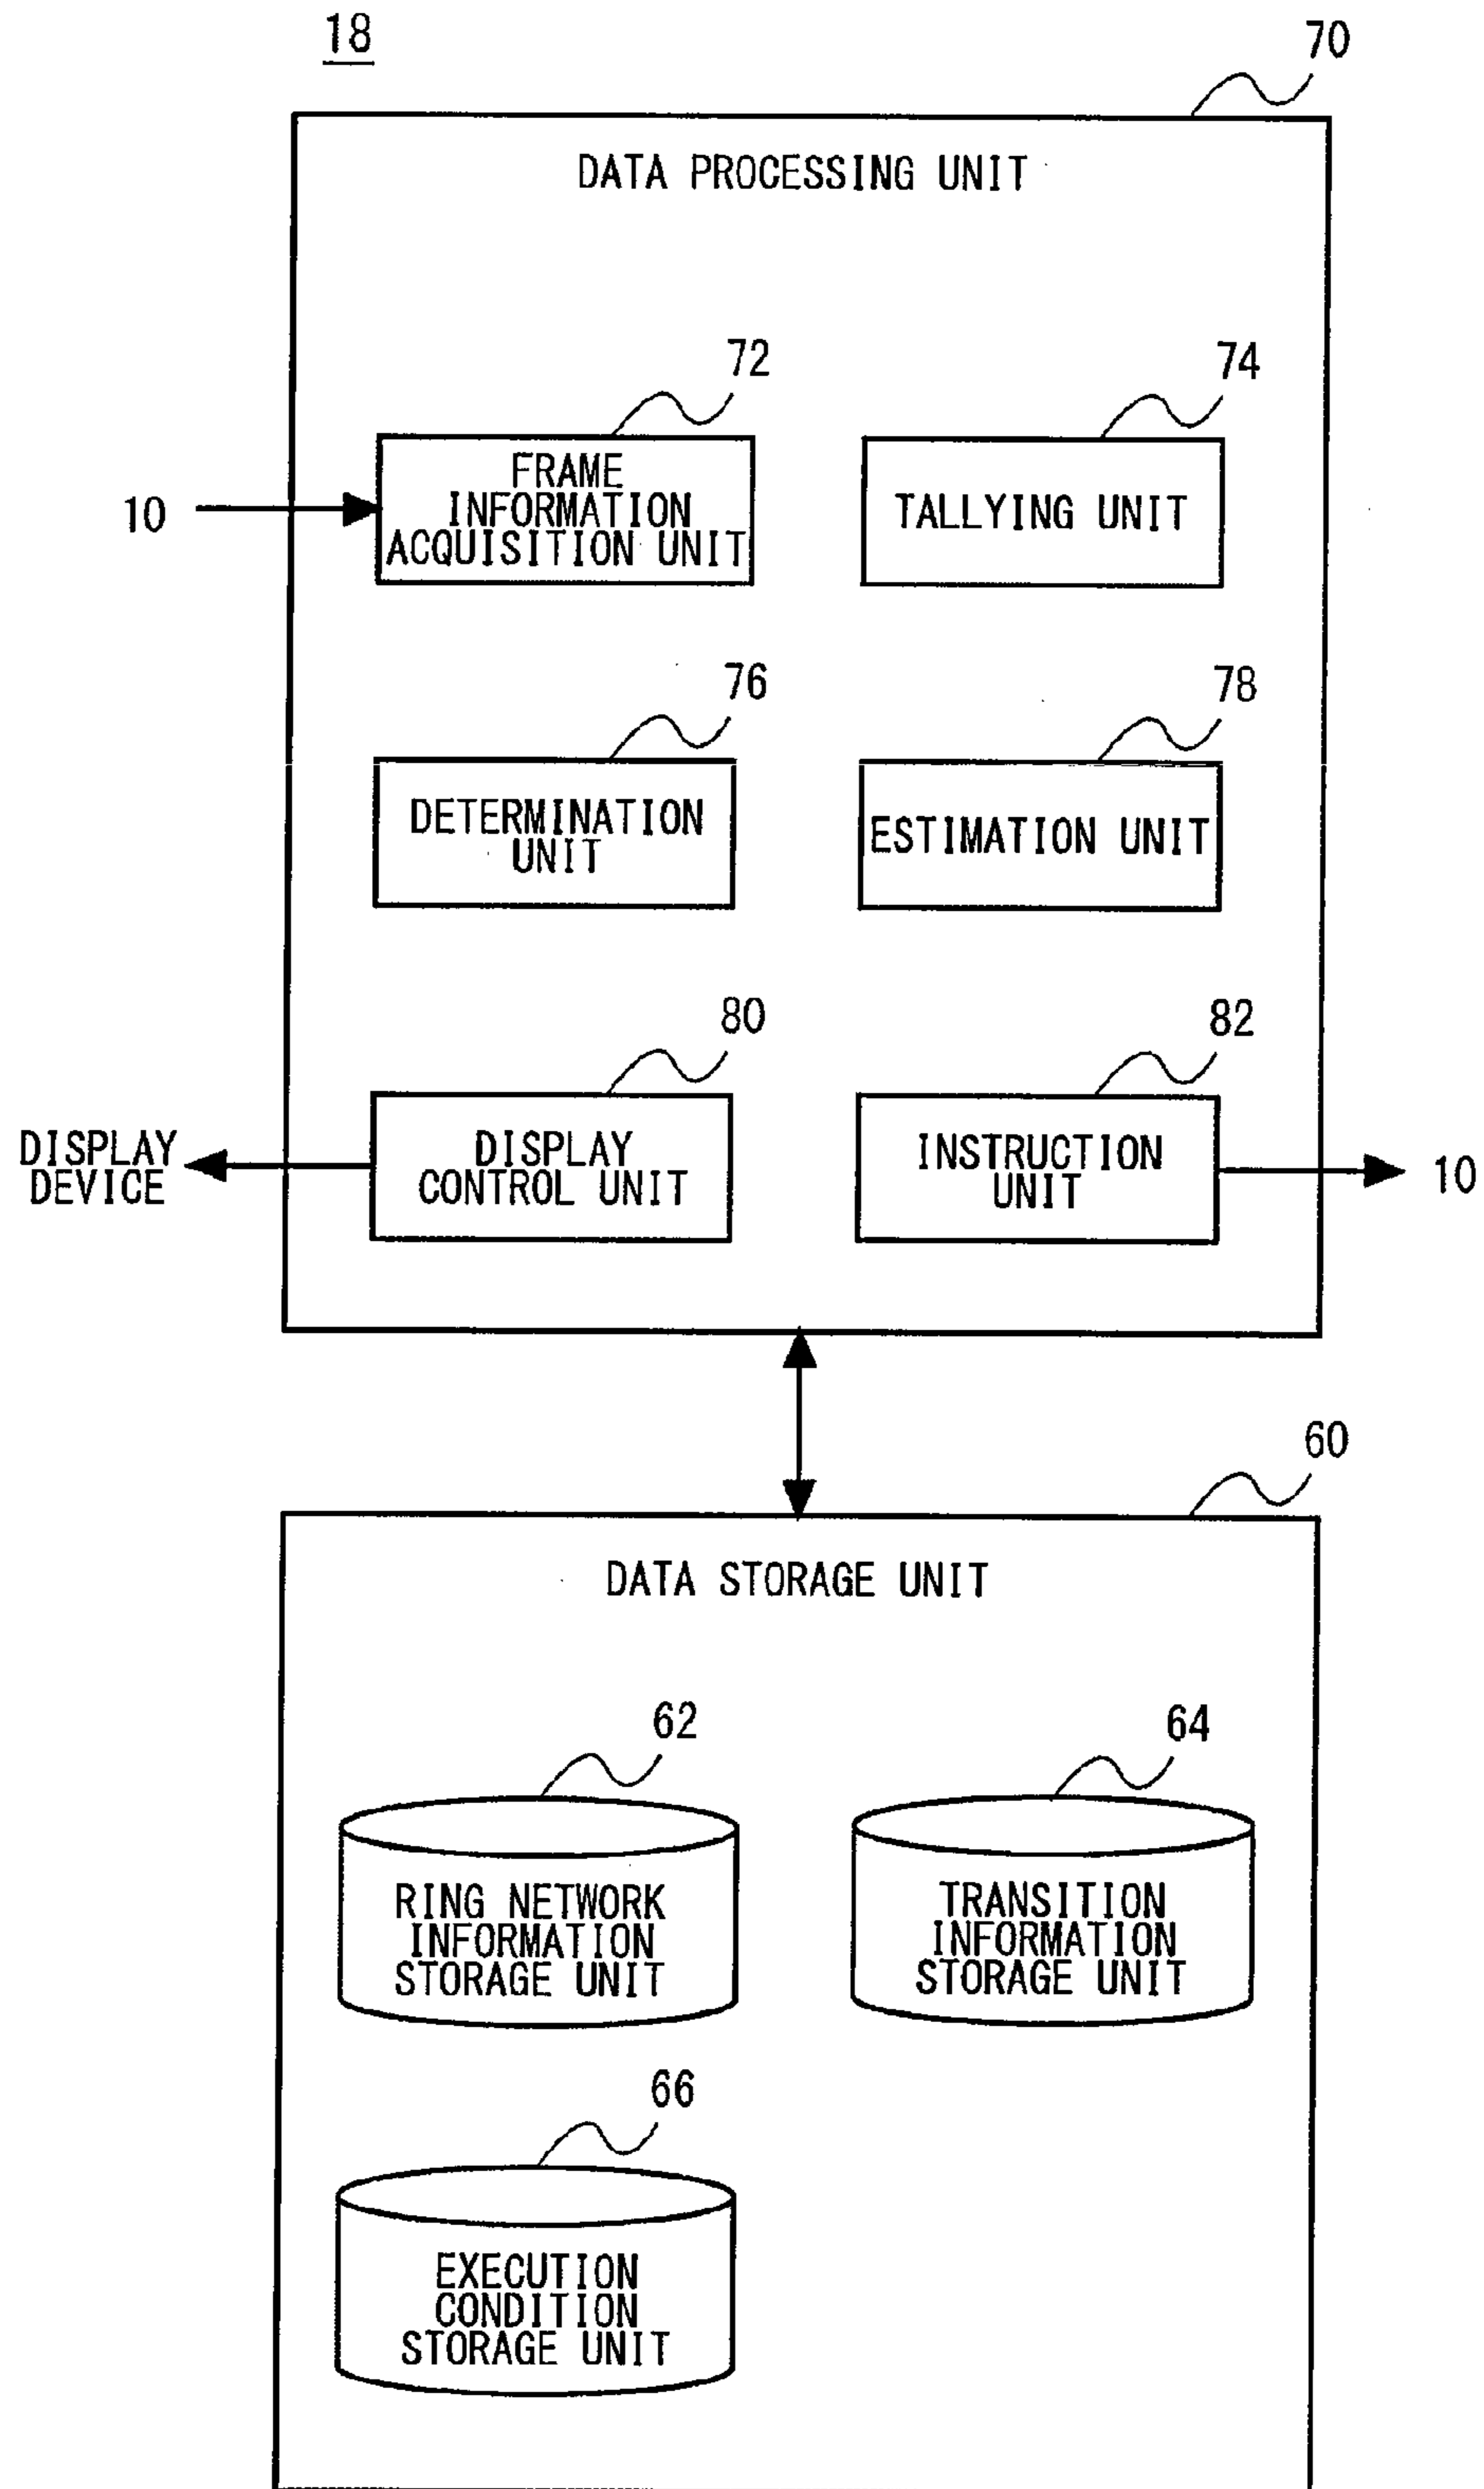 18
70
DATA PROCESSING UNIT
72
74
10
FRAME
INFORMATION
ACQUISITION UNIT
TALLYING UNIT
76
78
DETERMINATION
UNIT
ESTIMATION UNIT
80
82
DISPLAY
DEVICE
DISPLAY
CONTROL UNIT
INSTRUCTION
UNIT
10
60
DATA STORAGE UNIT
62
64
RING NETWORK
INFORMATION
STORAGE UNIT
TRANSITION
INFORMATION
STORAGE UNIT
66
EXECUTION
CONDITION
STORAGE UNIT